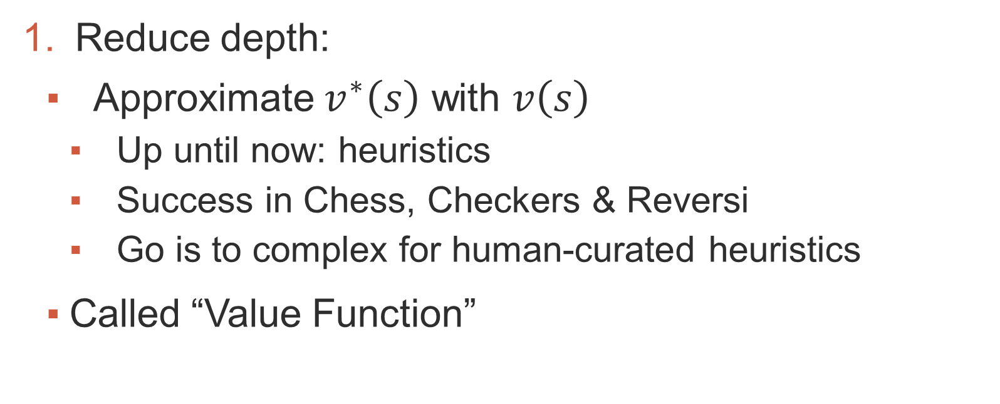 1. Reduce depth:
▪ Approximate 𝑣*(𝑠) with 𝑣(𝑠)
▪ Up until now: heuristics
▪ Success in Chess, Checkers & Reversi
▪ Go is to complex for human-curated heuristics
▪ Called “Value Function”